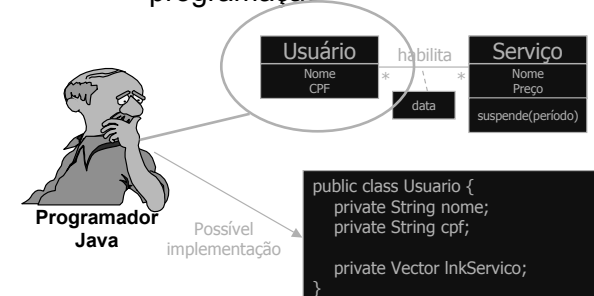 Usuário
Nome
CPF
habilita
*
*
data
Serviço
Nome
Preço
suspende(período)
Programador
Java
Possível
implementação
public class Usuario {
private String nome;
private String cpf;
private Vector lnkServico;
}